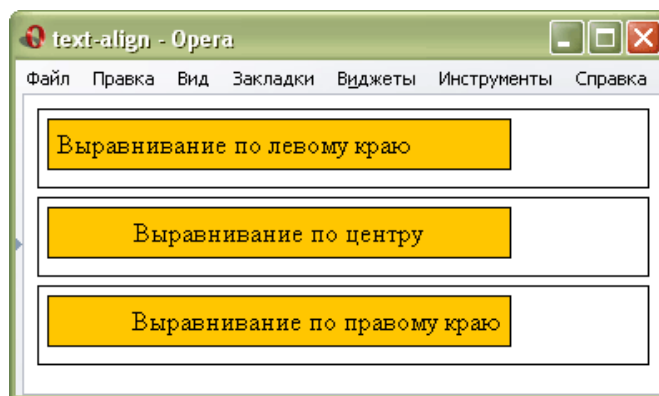 text-align - Opera
Файл Правка Вид Закладки Виджеты Инструменты Справка
Выравнивание по левому краю
Выравнивание по центру
Выравнивание по правому краю